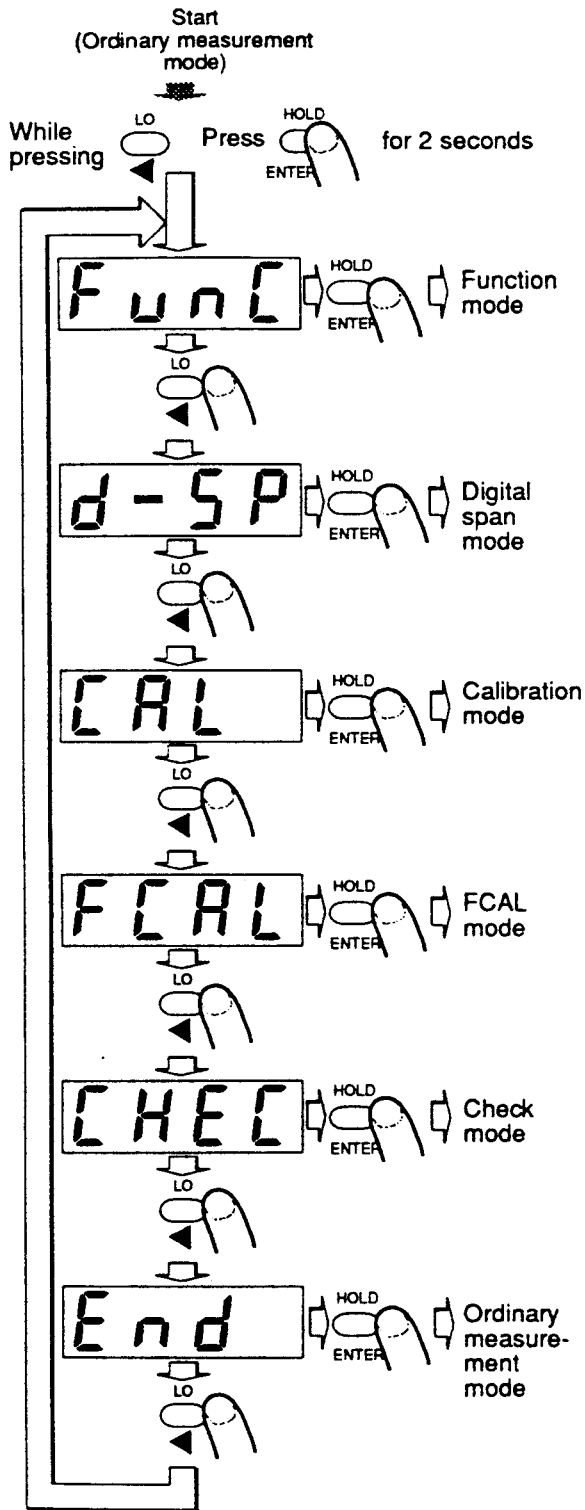 Start
(Ordinary measurement
mode)
While
pressing
LO
Press
HOLD
ENTER
for 2 seconds
FunC
HOLD
ENTER
Function
mode
LO
d-SP
HOLD
ENTER
Digital
span
mode
LO
CAL
HOLD
ENTER
Calibration
mode
LO
FCAL
HOLD
ENTER
FCAL
mode
LO
CHEC
HOLD
ENTER
Check
mode
LO
End
HOLD
ENTER
Ordinary
measure-
ment
mode
LO